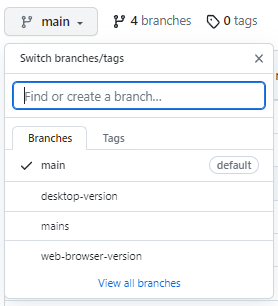 main 4 branches 0 tags
Switch branches/tags
Find or create a branch...
Branches Tags
main default
desktop-version
mains
web-browser-version
View all branches